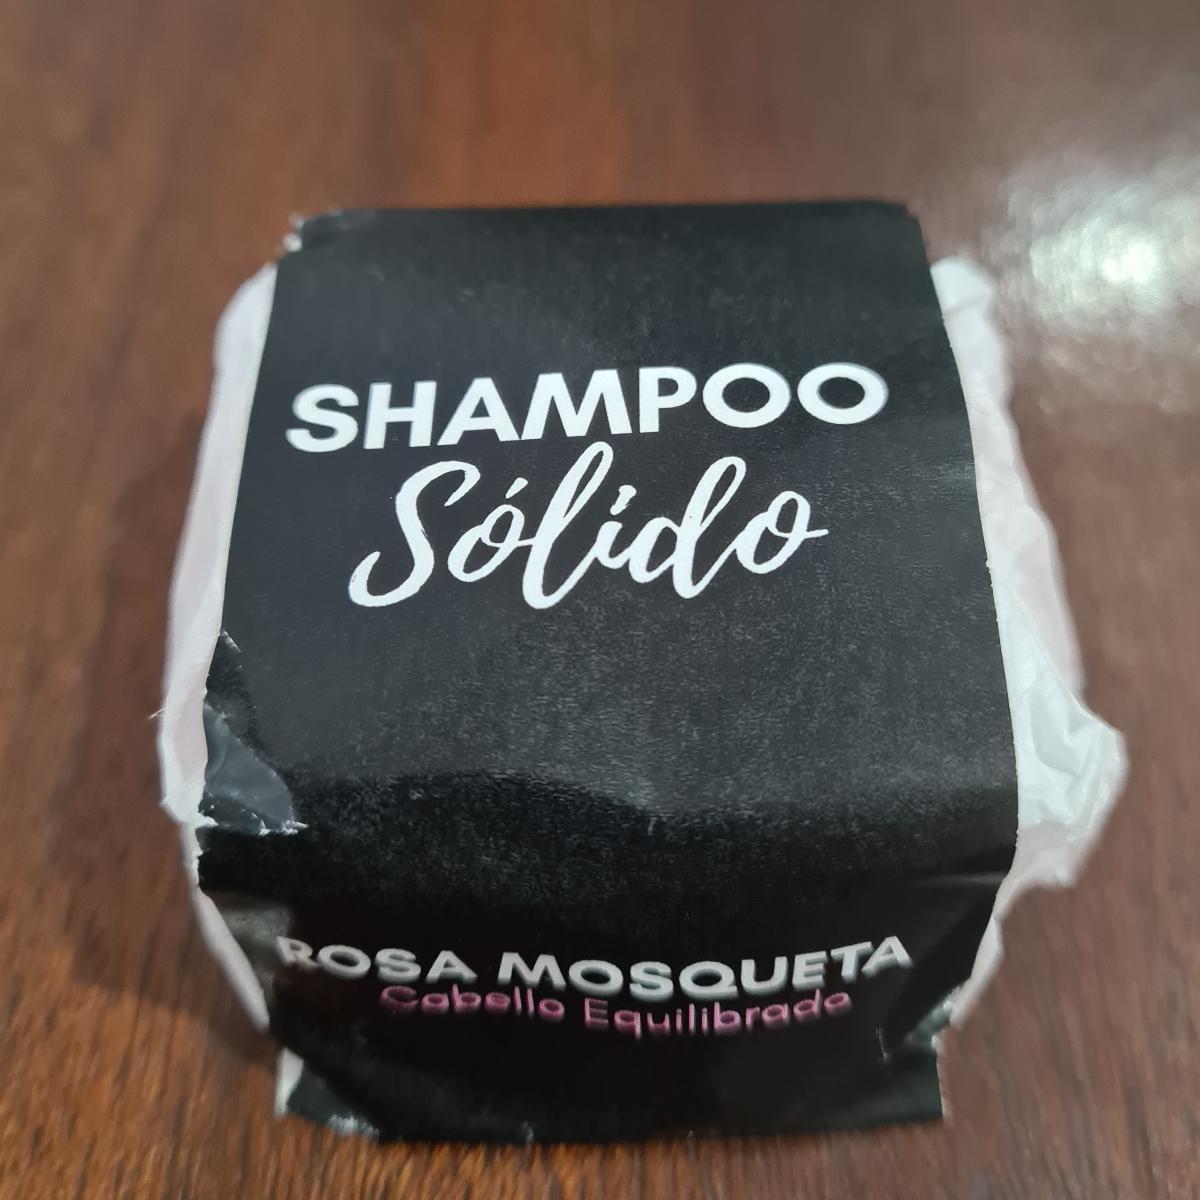 SHAMPOO
Sólido
ROSA MOSQUETA
Cabello Equilibrado